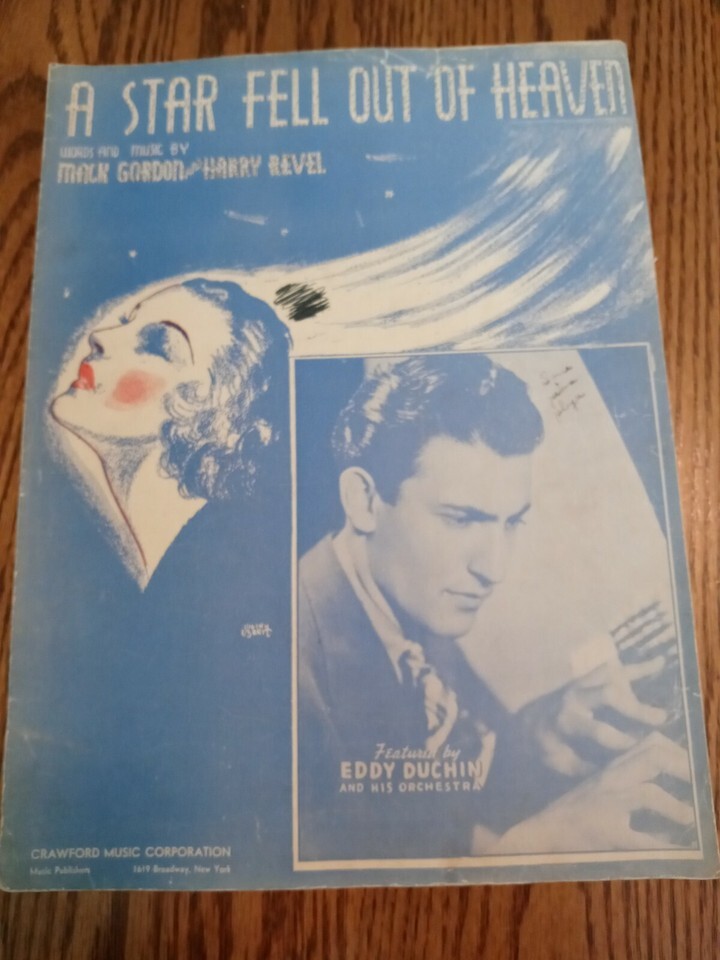 A STAR FELL OUT OF HEAVEN
WORDS AND MUSIC BY
MACK GORDON AND HARRY REVEL
Featured by
EDDY DUCHIN
AND HIS ORCHESTRA
CRAWFORD MUSIC CORPORATION
Music Publishers 1619 Broadway, New York